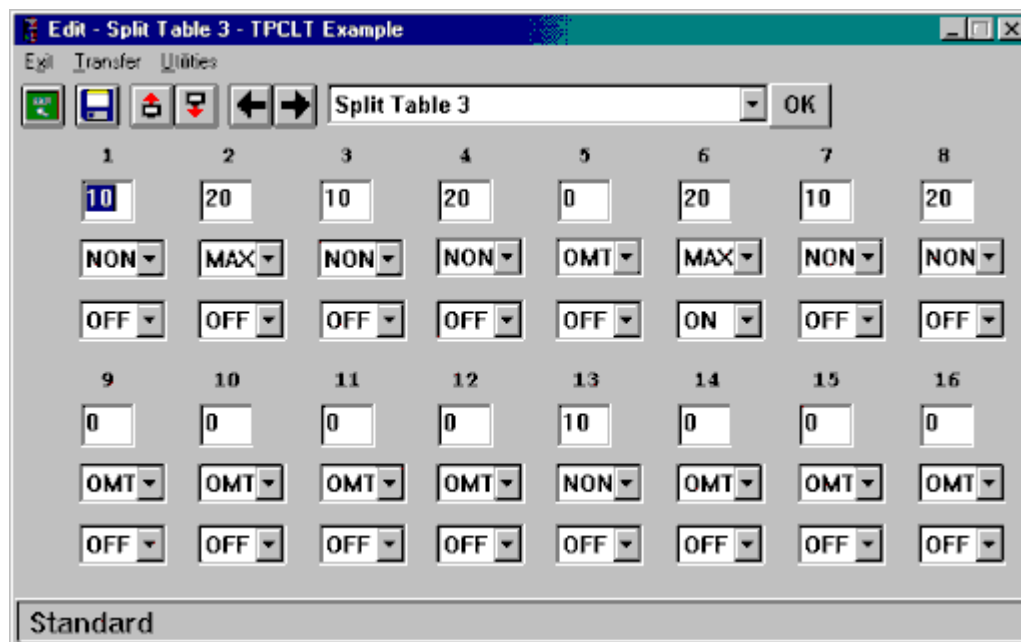 Edit - Split Table 3 - TPCLT Example
Exit Transfer Utilities
Split Table 3 OK
1 2 3 4 5 6 7 8
10 20 10 20 0 20 10 20
NON MAX NON NON OMT MAX NON NON
OFF OFF OFF OFF OFF ON OFF OFF
9 10 11 12 13 14 15 16
0 0 0 0 10 0 0 0
OMT OMT OMT OMT NON OMT OMT OMT
OFF OFF OFF OFF OFF OFF OFF OFF
Standard